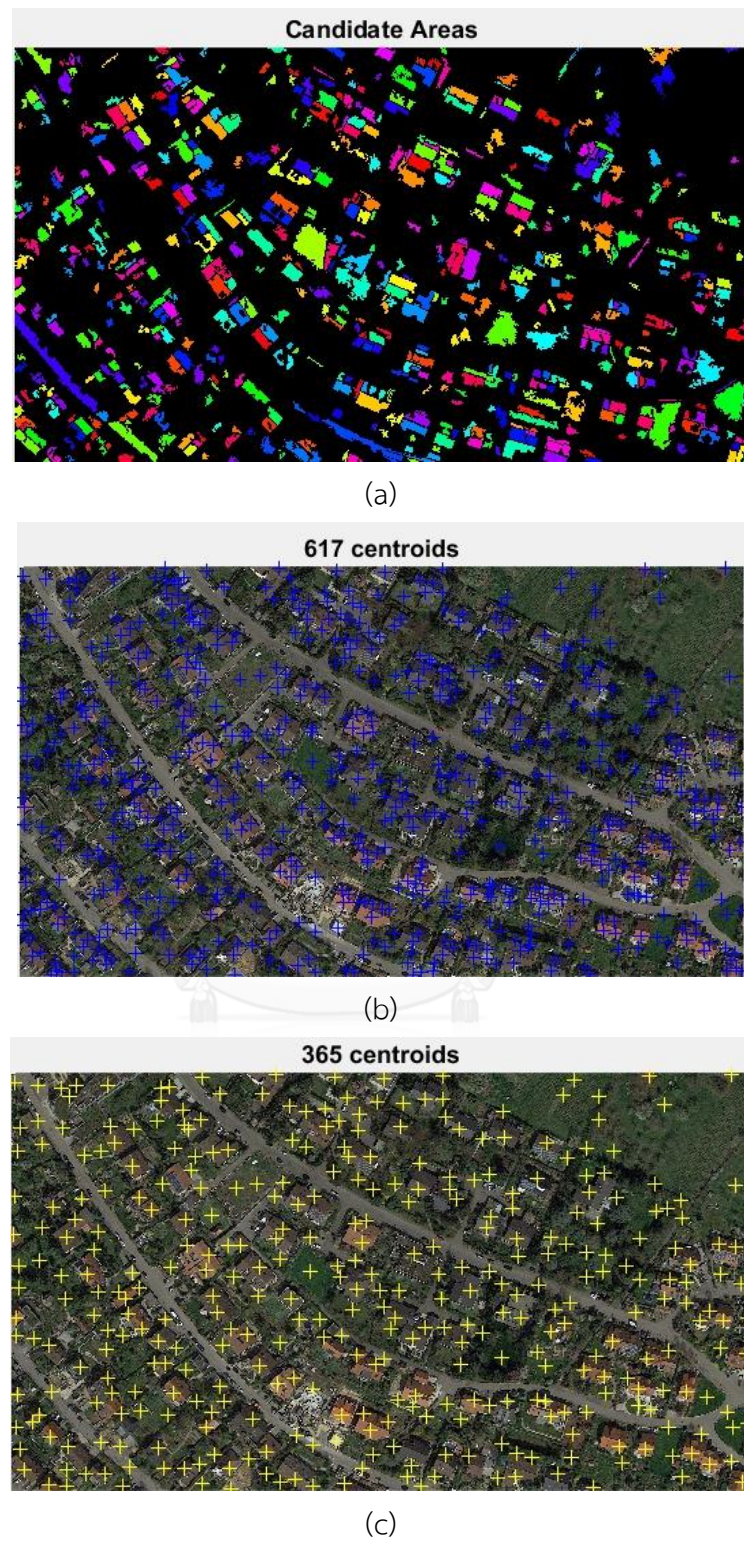 Candidate Areas
(a)
617 centroids
(b)
365 centroids
(c)